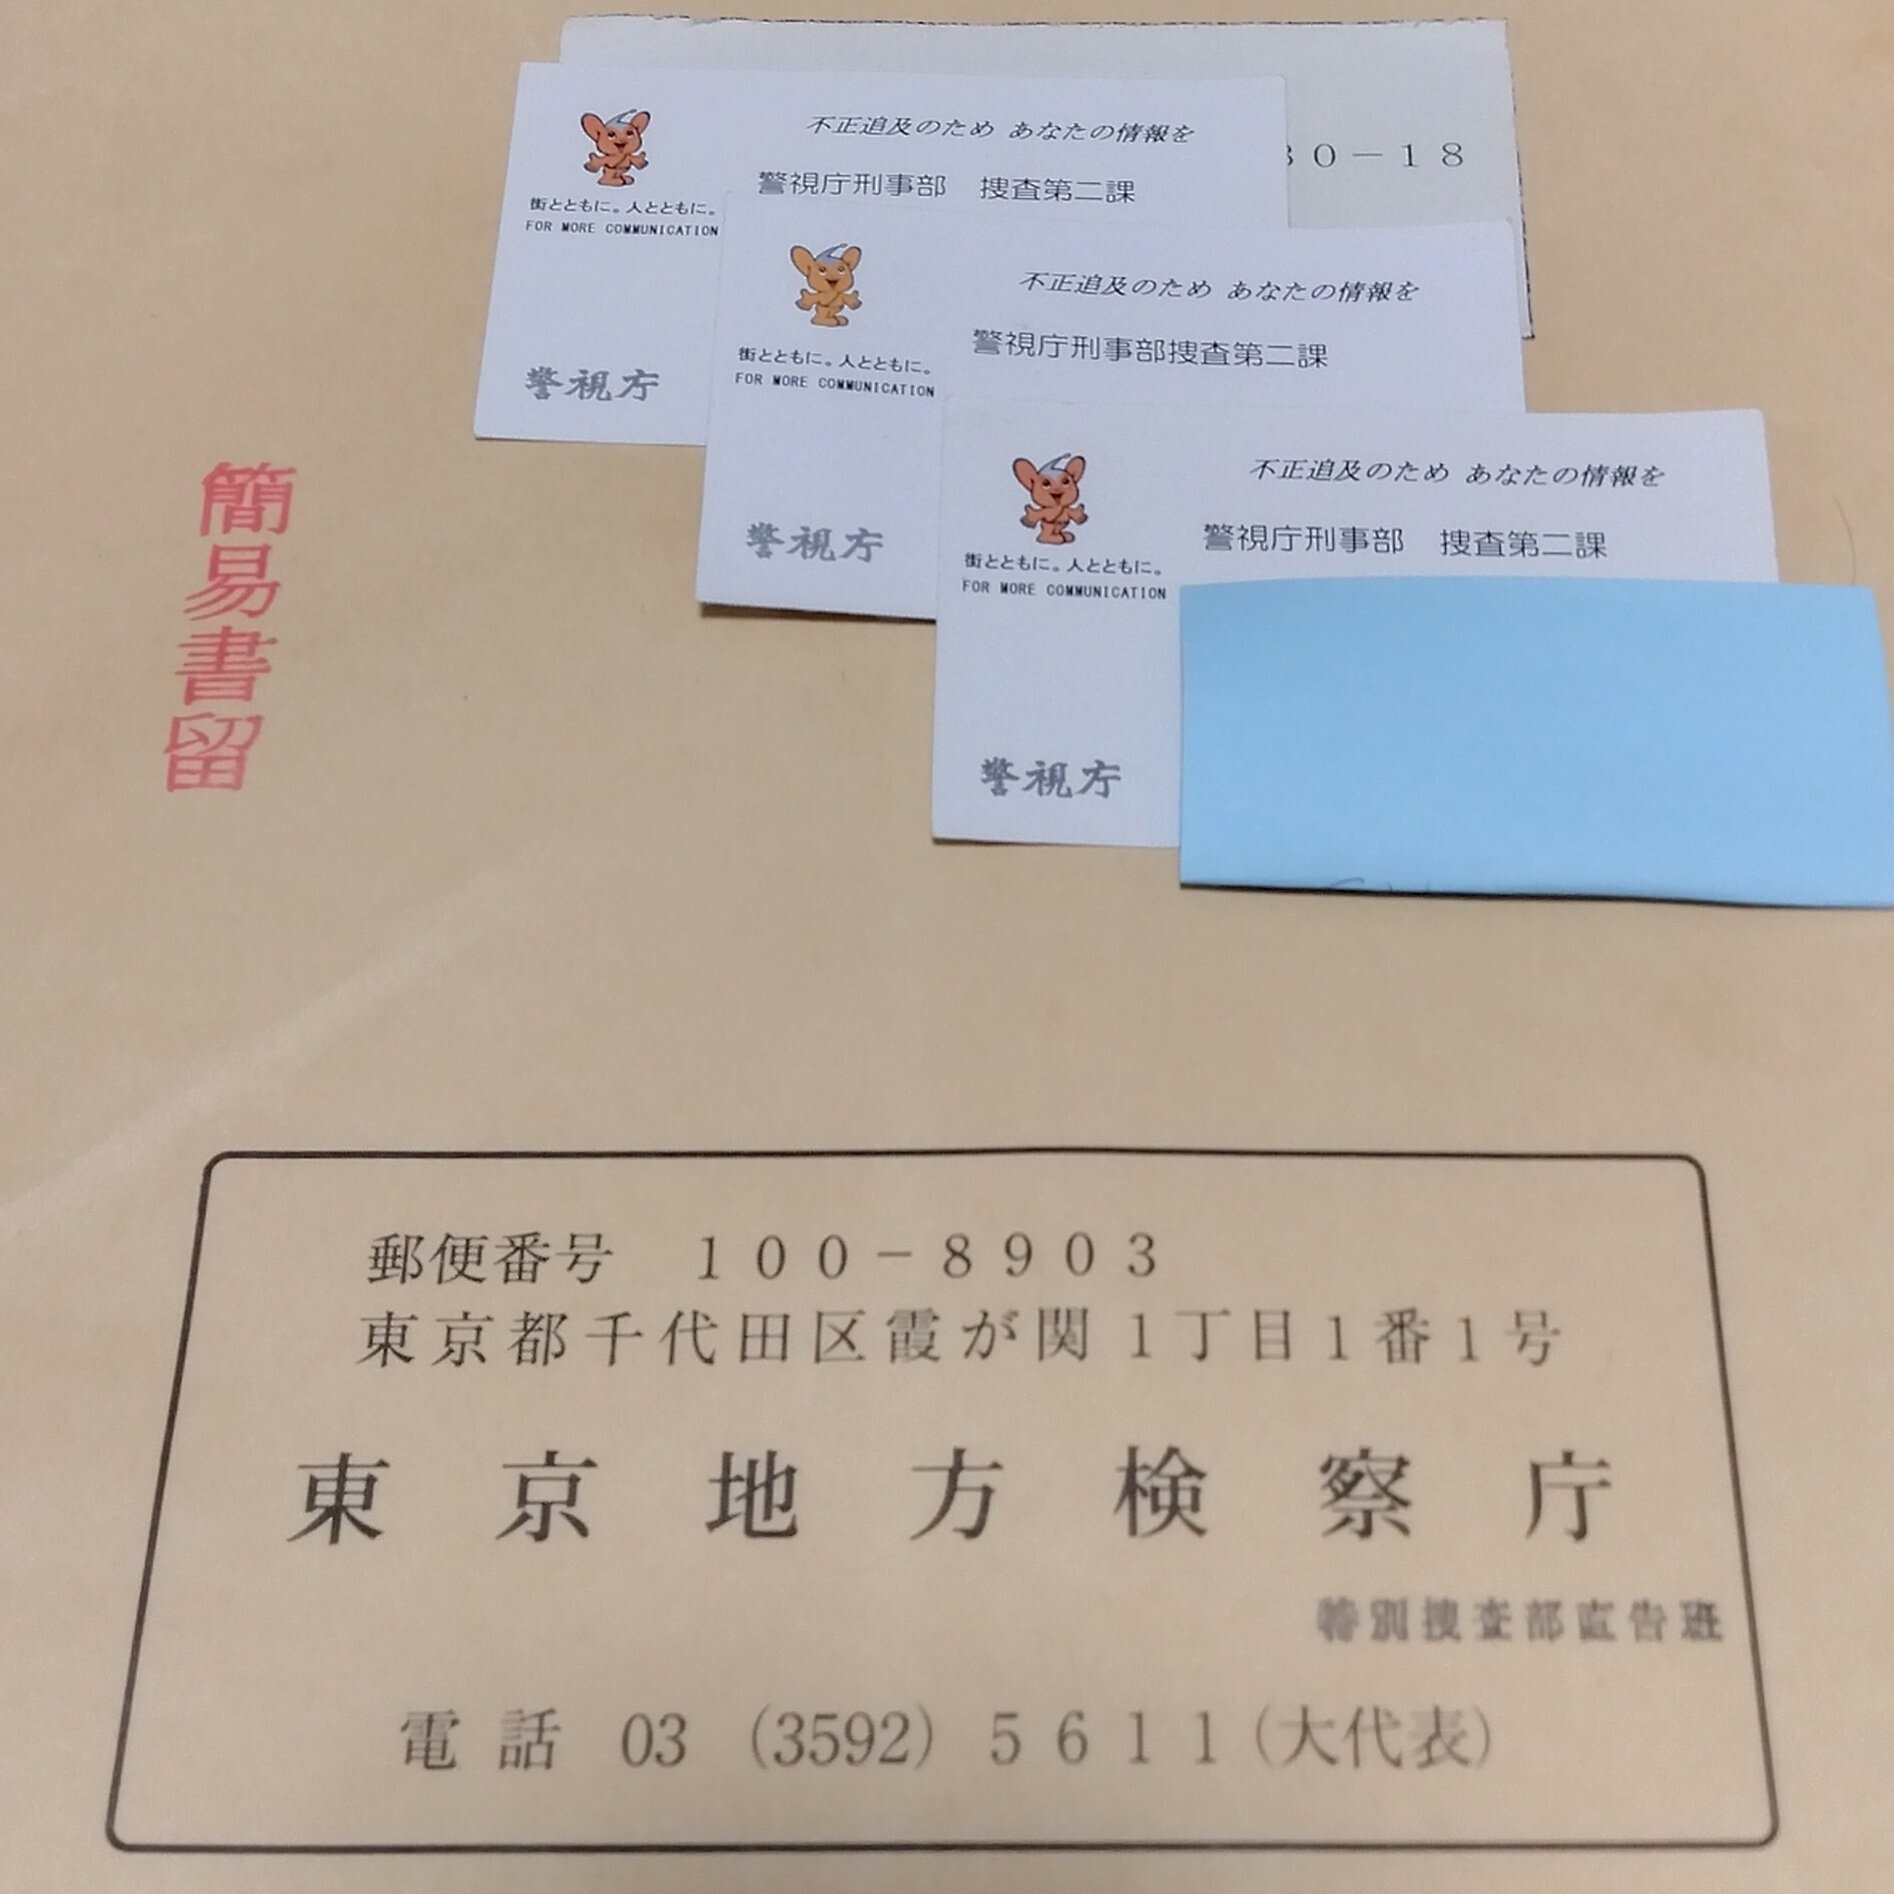 30－18
不正追及のため あなたの情報を
警視庁刑事部　捜査第二課
街とともに。人とともに。
FOR MORE COMMUNICATION
警視庁
不正追及のため あなたの情報を
警視庁刑事部捜査第二課
街とともに。人とともに。
FOR MORE COMMUNICATION
警視庁
不正追及のため あなたの情報を
警視庁刑事部　捜査第二課
街とともに。人とともに。
FOR MORE COMMUNICATION
警視庁
簡易書留
郵便番号　１００－８９０３
東京都千代田区霞が関１丁目１番１号
東京地方検察庁
特別捜査部直告班
電話　03（3592）５６１１（大代表）